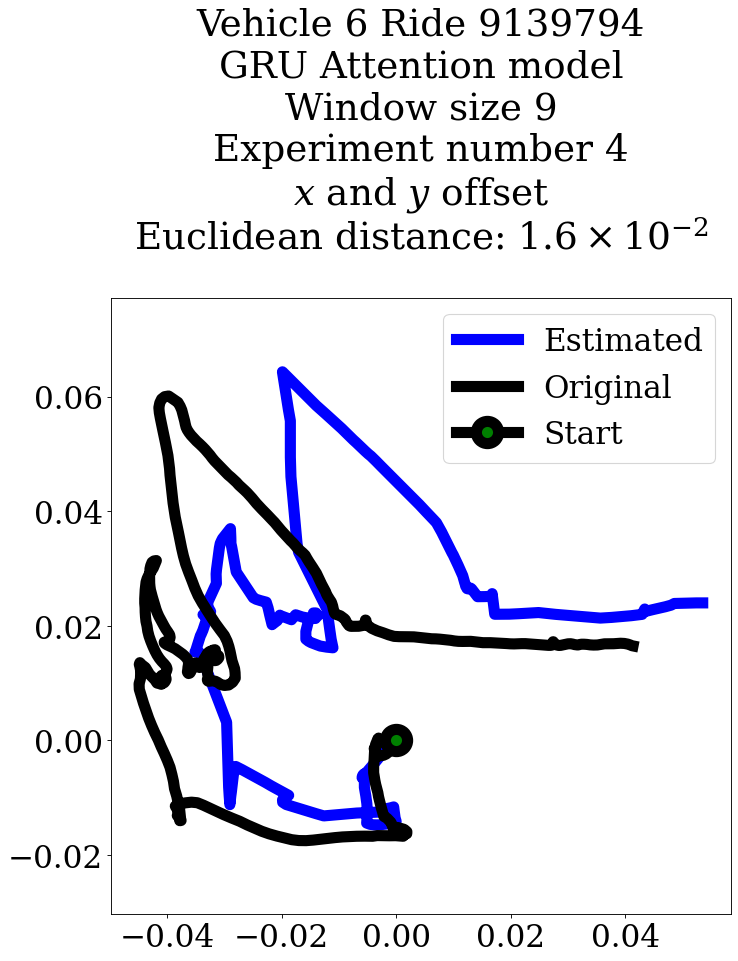 Vehicle 6 Ride 9139794
GRU Attention model
Window size 9
Experiment number 4
x and y offset
Euclidean distance: 1.6 × 10⁻²
Estimated
Original
Start
0.06
0.04
0.02
0.00
−0.02
−0.04 −0.02 0.00 0.02 0.04